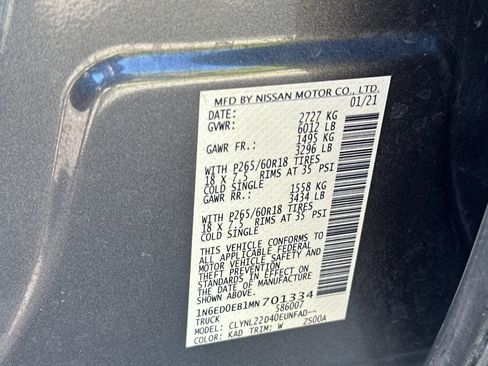 MFD BY NISSAN MOTOR CO., LTD.
DATE: 01/21
GVWR: 2727 KG
6012 LB
GAWR FR.: 1495 KG
3296 LB
WITH P265/60R18 TIRES
18 X 7.5 RIMS AT 35 PSI
COLD SINGLE
GAWR RR.: 1558 KG
3434 LB
WITH P265/60R18 TIRES
18 X 7.5 RIMS AT 35 PSI
COLD SINGLE
THIS VEHICLE CONFORMS TO
ALL APPLICABLE FEDERAL
MOTOR VEHICLE SAFETY AND
THEFT PREVENTION
STANDARDS IN EFFECT ON
THE DATE OF MANUFACTURE
SHOWN ABOVE.
1N6ED0EB1MN701334
TRUCK 586007
MODEL: CLYNL22D40EUNFAD--
COLOR: KAD TRIM: W Z500A